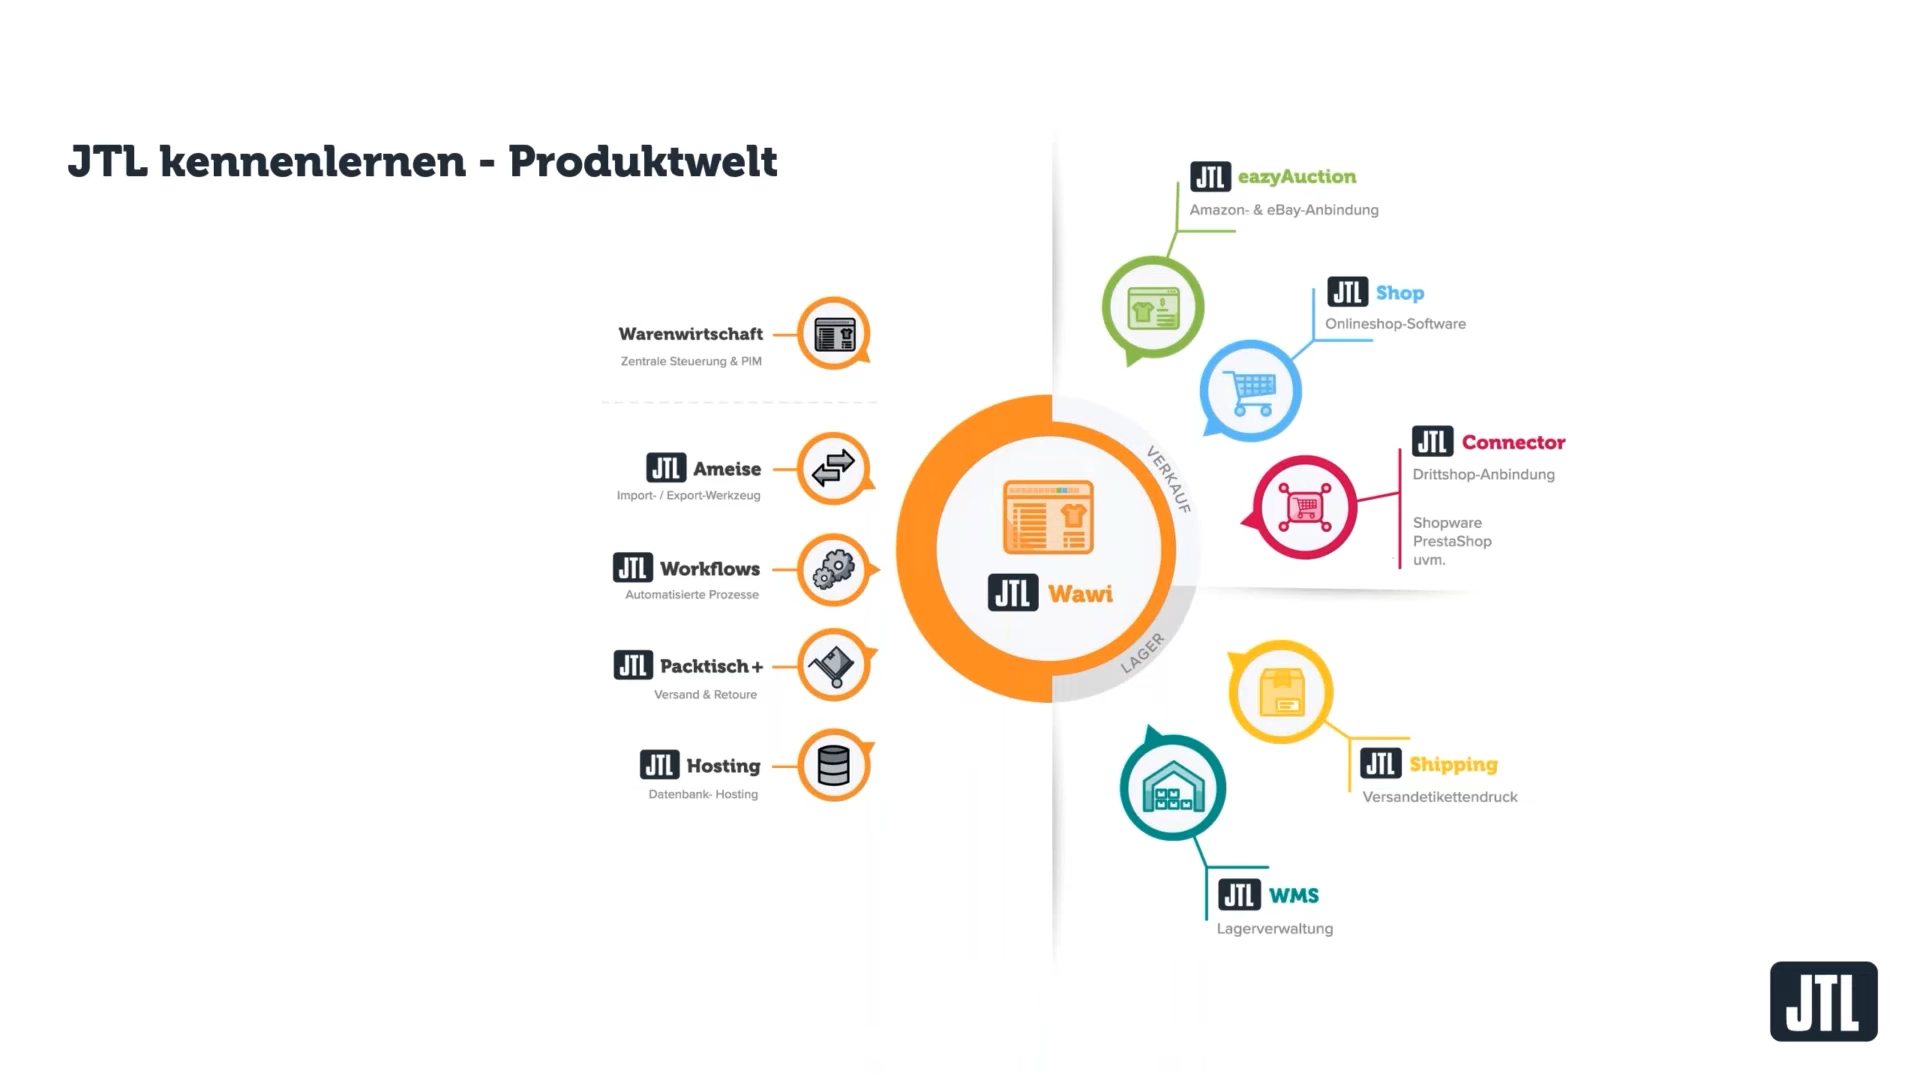 JTL kennenlernen - Produktwelt
Warenwirtschaft
Zentrale Steuerung & PIM
JTL Ameise
Import- / Export-Werkzeug
JTL Workflows
Automatisierte Prozesse
JTL Packtisch+
Versand & Retoure
JTL Hosting
Datenbank- Hosting
JTL Wawi
VERKAUF
LAGER
JTL eazyAuction
Amazon- & eBay-Anbindung
JTL Shop
Onlineshop-Software
JTL Connector
Drittshop-Anbindung
Shopware
PrestaShop
uvm.
JTL Shipping
Versandetikettendruck
JTL WMS
Lagerverwaltung
JTL